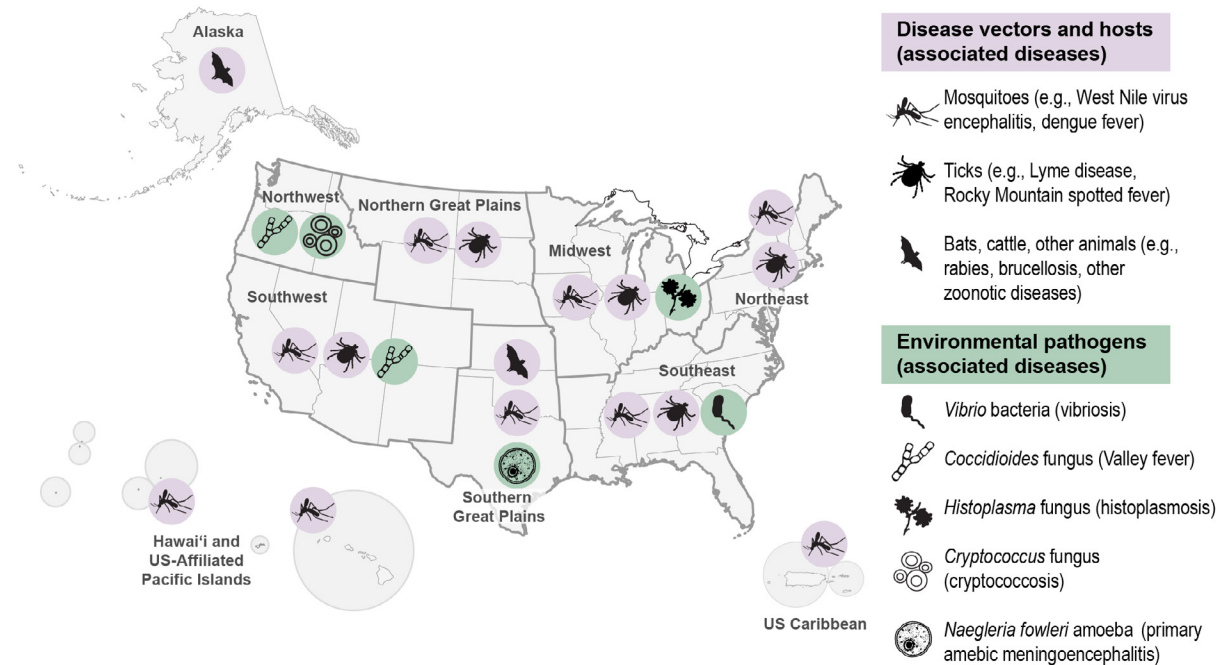 Alaska
Northwest
Northern Great Plains
Midwest
Northeast
Southwest
Southeast
Southern
Great Plains
Hawaiʻi and
US-Affiliated
Pacific Islands
US Caribbean
Disease vectors and hosts
(associated diseases)
Mosquitoes (e.g., West Nile virus
encephalitis, dengue fever)
Ticks (e.g., Lyme disease,
Rocky Mountain spotted fever)
Bats, cattle, other animals (e.g.,
rabies, brucellosis, other
zoonotic diseases)
Environmental pathogens
(associated diseases)
Vibrio bacteria (vibriosis)
Coccidioides fungus (Valley fever)
Histoplasma fungus (histoplasmosis)
Cryptococcus fungus
(cryptococcosis)
Naegleria fowleri amoeba (primary
amebic meningoencephalitis)